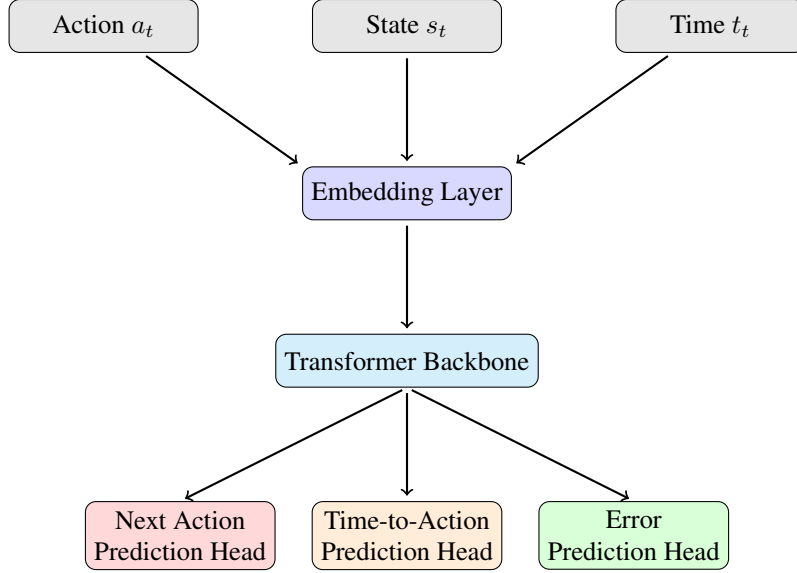 Action a_t
State s_t
Time t_t
Embedding Layer
Transformer Backbone
Next Action
Prediction Head
Time-to-Action
Prediction Head
Error
Prediction Head